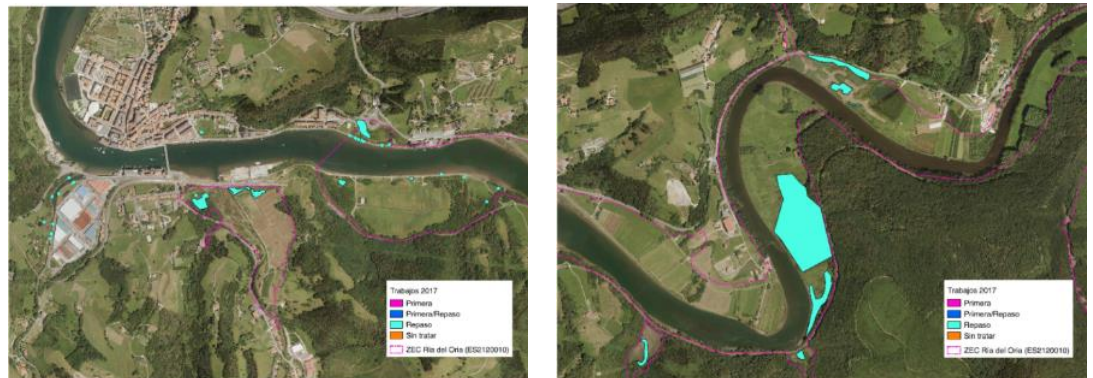 Trabajos 2017
Primera
Primera/Repaso
Repaso
Sin tratar
ZEC Ría del Oria (ES2120010)
Trabajos 2017
Primera
Primera/Repaso
Repaso
Sin tratar
ZEC Ría del Oria (ES2120010)